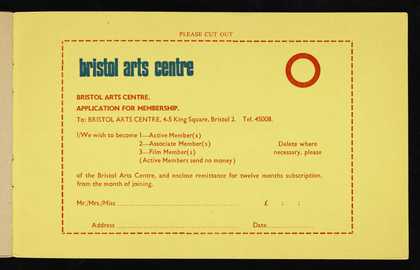 PLEASE CUT OUT
bristol arts centre
BRISTOL ARTS CENTRE.
APPLICATION FOR MEMBERSHIP.
To: BRISTOL ARTS CENTRE, 4-5 King Square, Bristol 2. Tel. 45008.
I/We wish to become 1—Active Member(s)
2—Associate Member(s) Delete where
3—Film Member(s) necessary, please
(Active Members send no money)
of the Bristol Arts Centre, and enclose remittance for twelve months subscription,
from the month of joining.
Mr./Mrs./Miss £ : :
Address Date